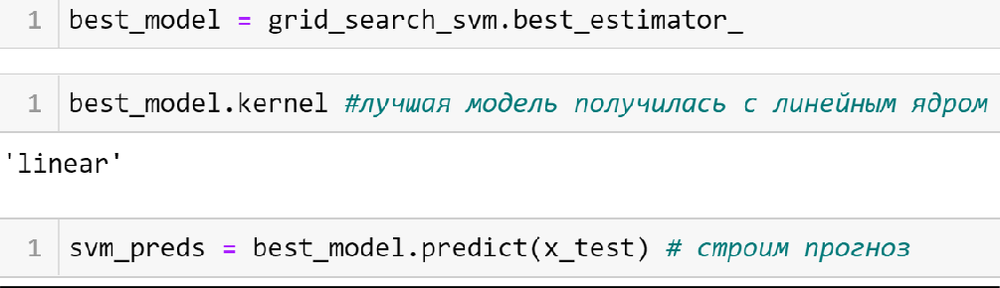 1 best_model = grid_search_svm.best_estimator_
1 best_model.kernel #лучшая модель получилась с линейным ядром
'linear'
1 svm_preds = best_model.predict(x_test) # строим прогноз